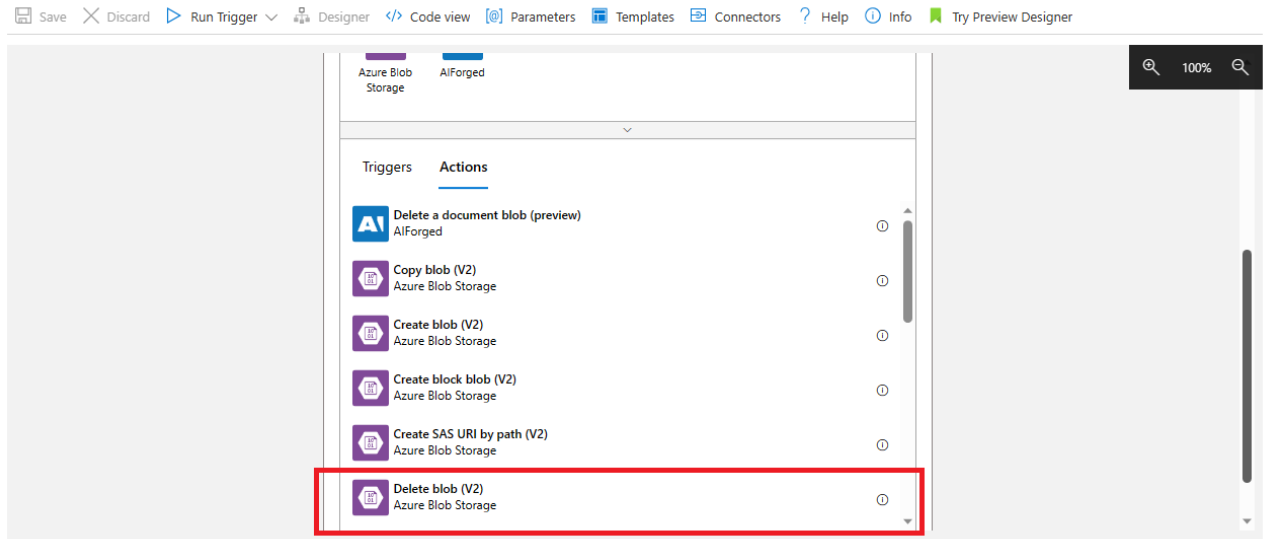 Save Discard Run Trigger Designer Code view Parameters Templates Connectors Help Info Try Preview Designer
100%
Azure Blob Storage
AIForged
Triggers Actions
Delete a document blob (preview)
AIForged
Copy blob (V2)
Azure Blob Storage
Create blob (V2)
Azure Blob Storage
Create block blob (V2)
Azure Blob Storage
Create SAS URI by path (V2)
Azure Blob Storage
Delete blob (V2)
Azure Blob Storage